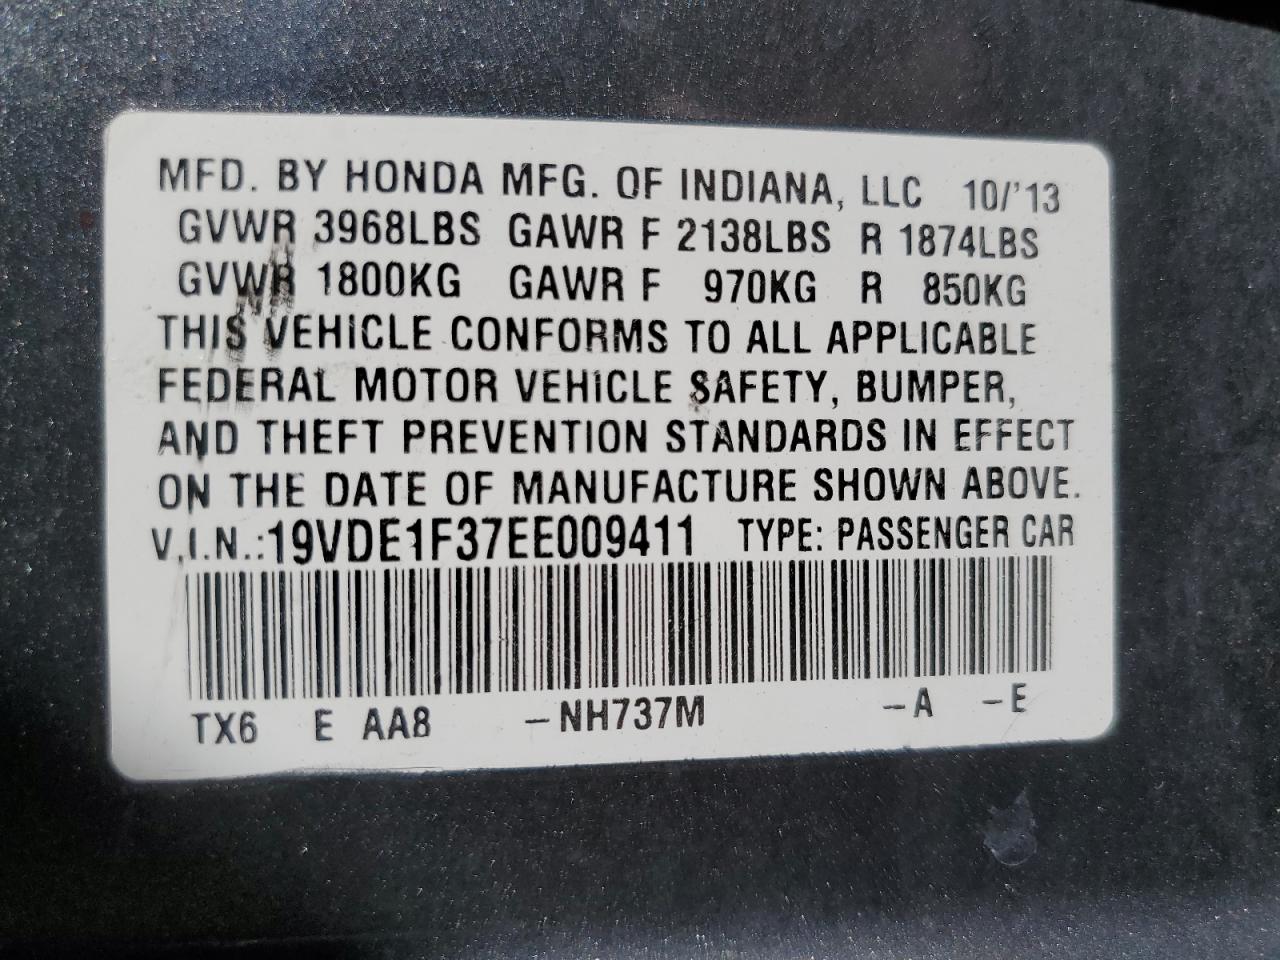 MFD. BY HONDA MFG. OF INDIANA, LLC 10/'13
GVWR 3968LBS GAWR F 2138LBS R 1874LBS
GVWR 1800KG GAWR F 970KG R 850KG
THIS VEHICLE CONFORMS TO ALL APPLICABLE
FEDERAL MOTOR VEHICLE SAFETY, BUMPER,
AND THEFT PREVENTION STANDARDS IN EFFECT
ON THE DATE OF MANUFACTURE SHOWN ABOVE.
V.I.N.:19VDE1F37EE009411 TYPE: PASSENGER CAR
TX6 E AA8 -NH737M -A -E